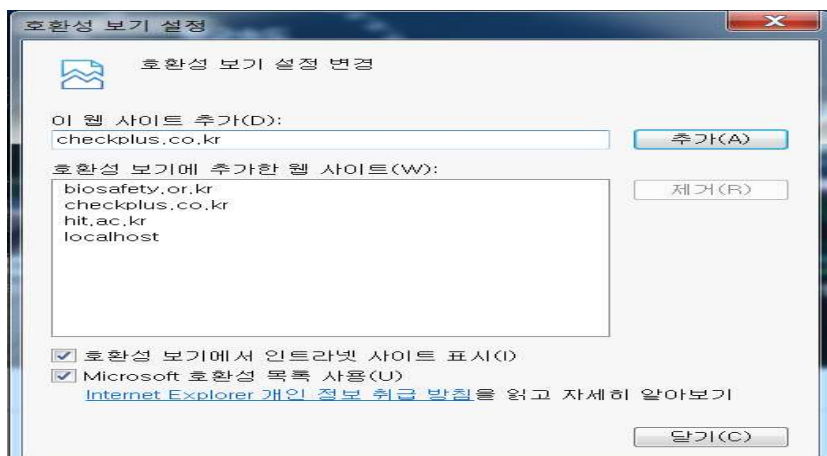 호환성 보기 설정
호환성 보기 설정 변경
이 웹 사이트 추가(D):
checkplus.co.kr
추가(A)
호환성 보기에 추가한 웹 사이트(W):
biosafety.or.kr
checkplus.co.kr
hit.ac.kr
localhost
제거(R)
호환성 보기에서 인트라넷 사이트 표시(I)
Microsoft 호환성 목록 사용(U)
Internet Explorer 개인 정보 취급 방침을 읽고 자세히 알아보기
닫기(C)